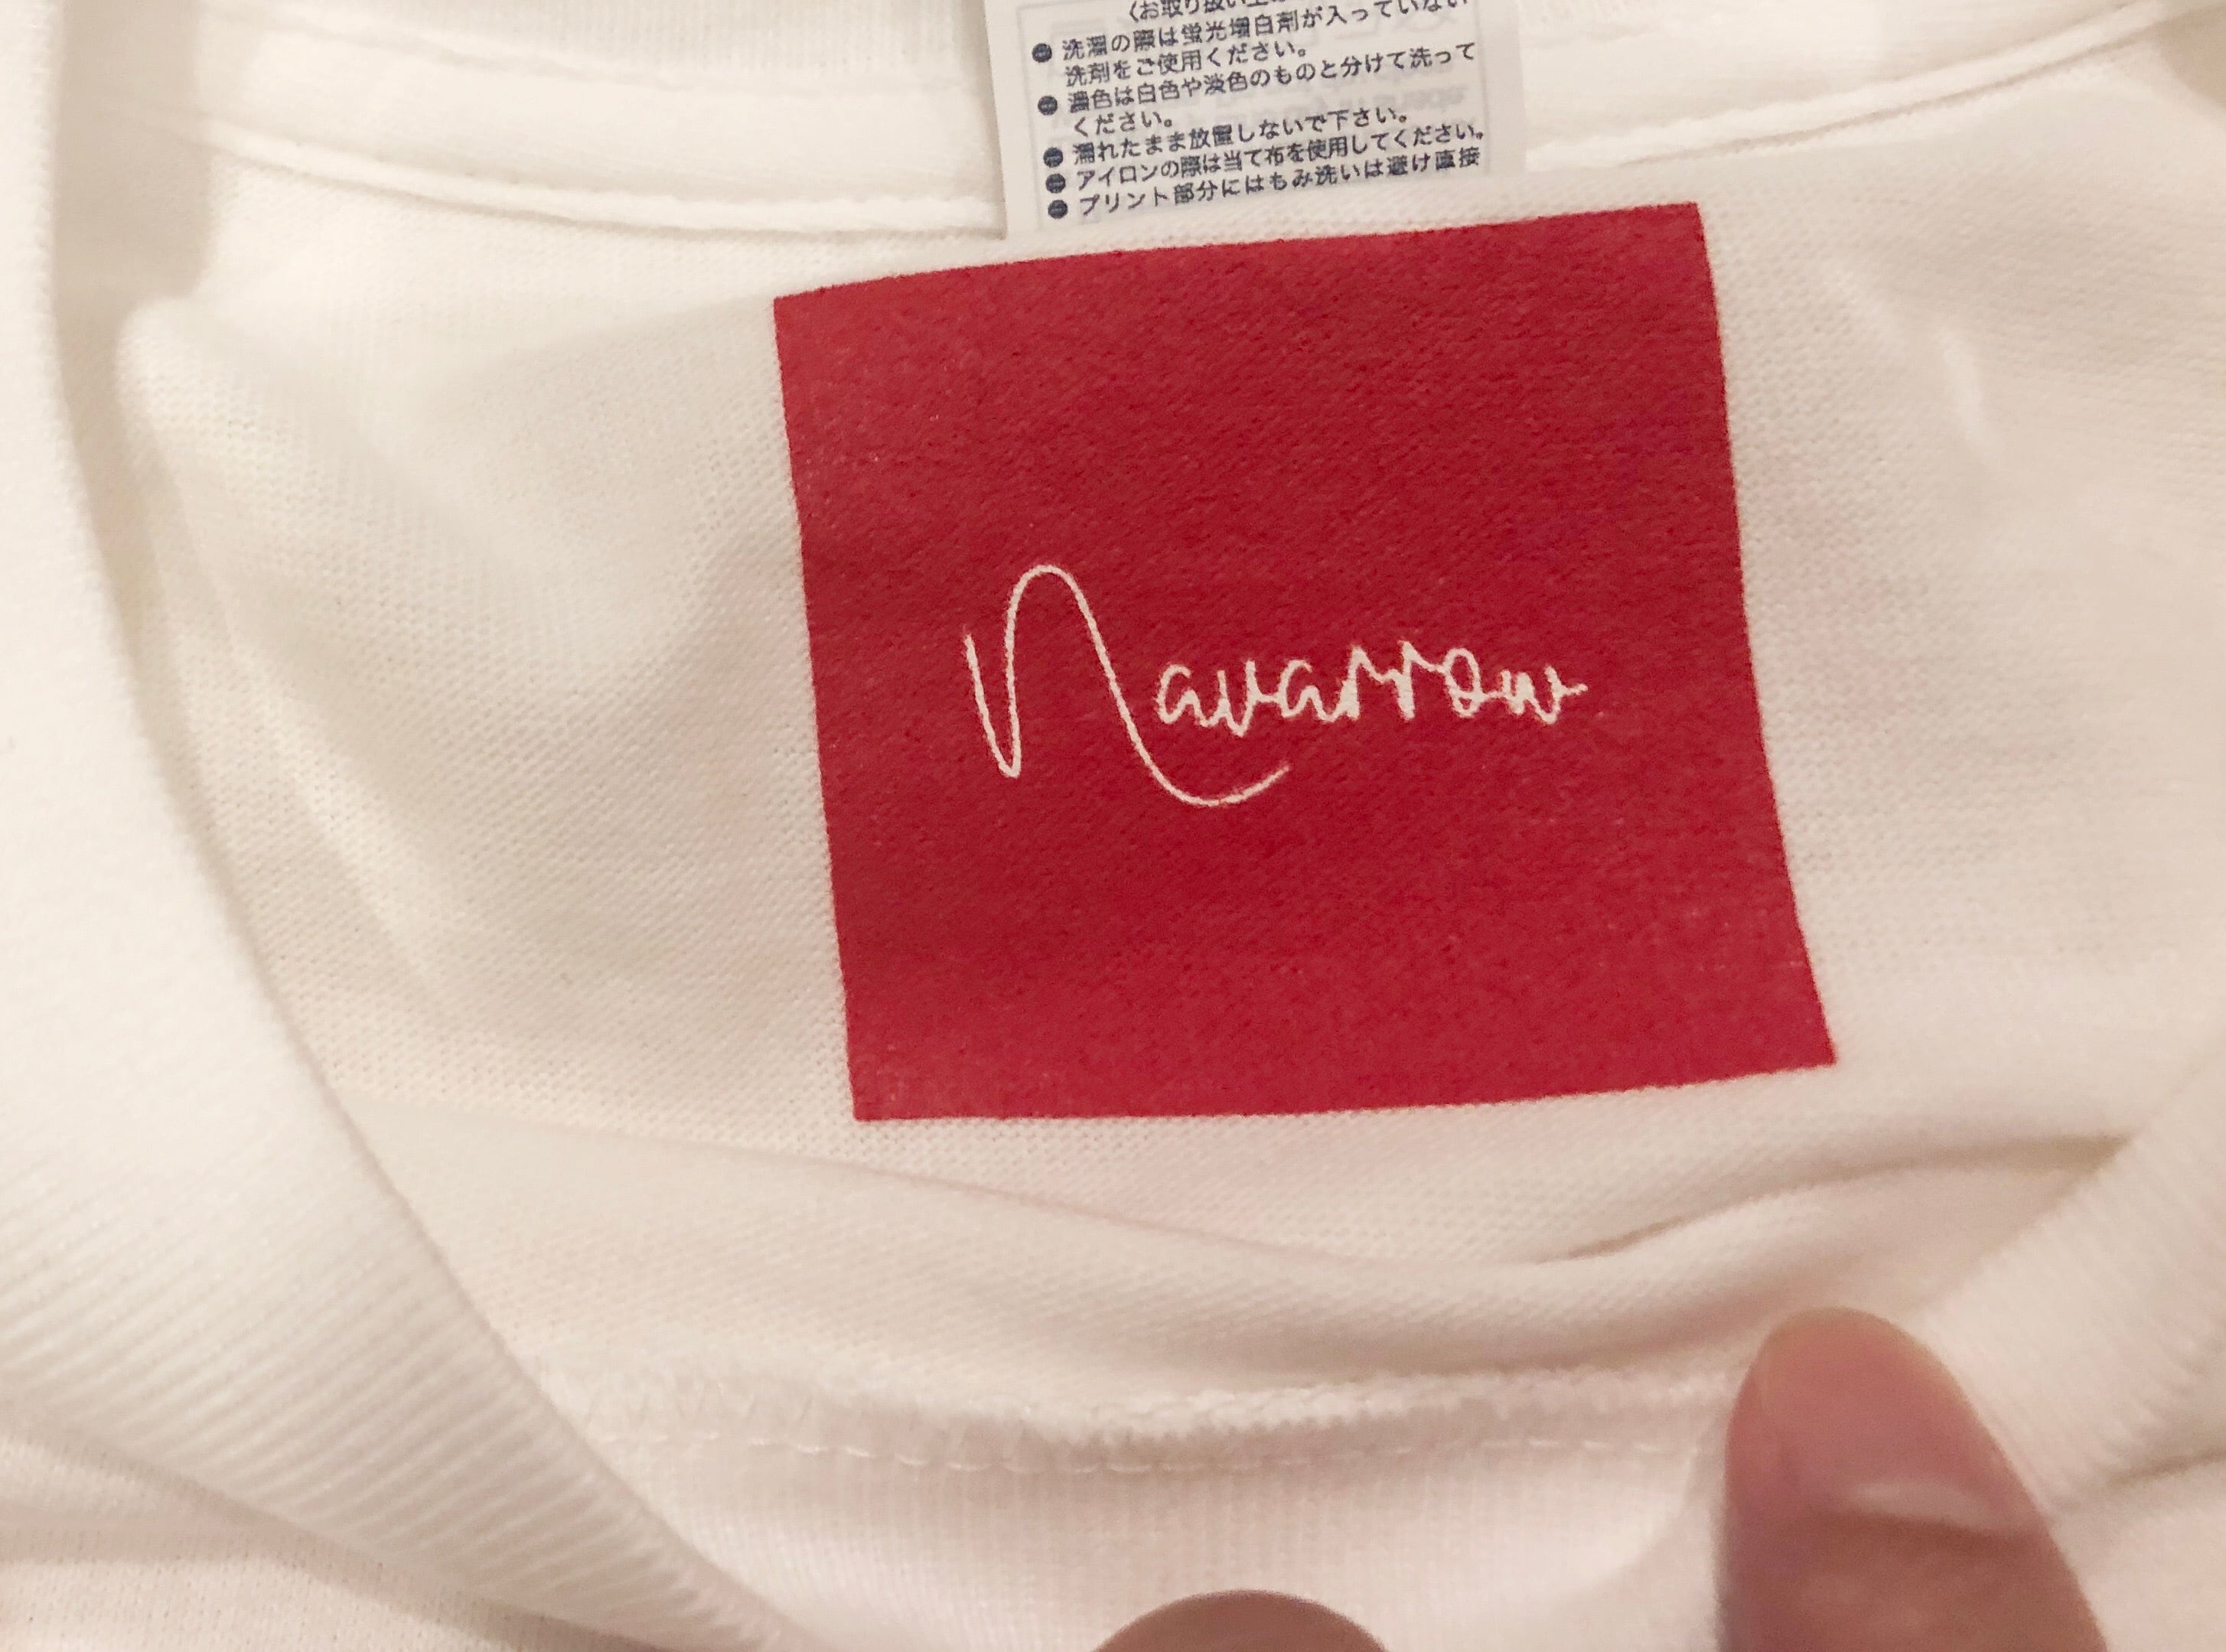 〈お取り扱い上
● 洗濯の際は蛍光増白剤が入っていない
洗剤をご使用ください。
● 濃色は白色や淡色のものと分けて洗って
ください。
● 濡れたまま放置しないで下さい。
● アイロンの際は当て布を使用してください。
● プリント部分にはもみ洗いは避け直接
Navarrow